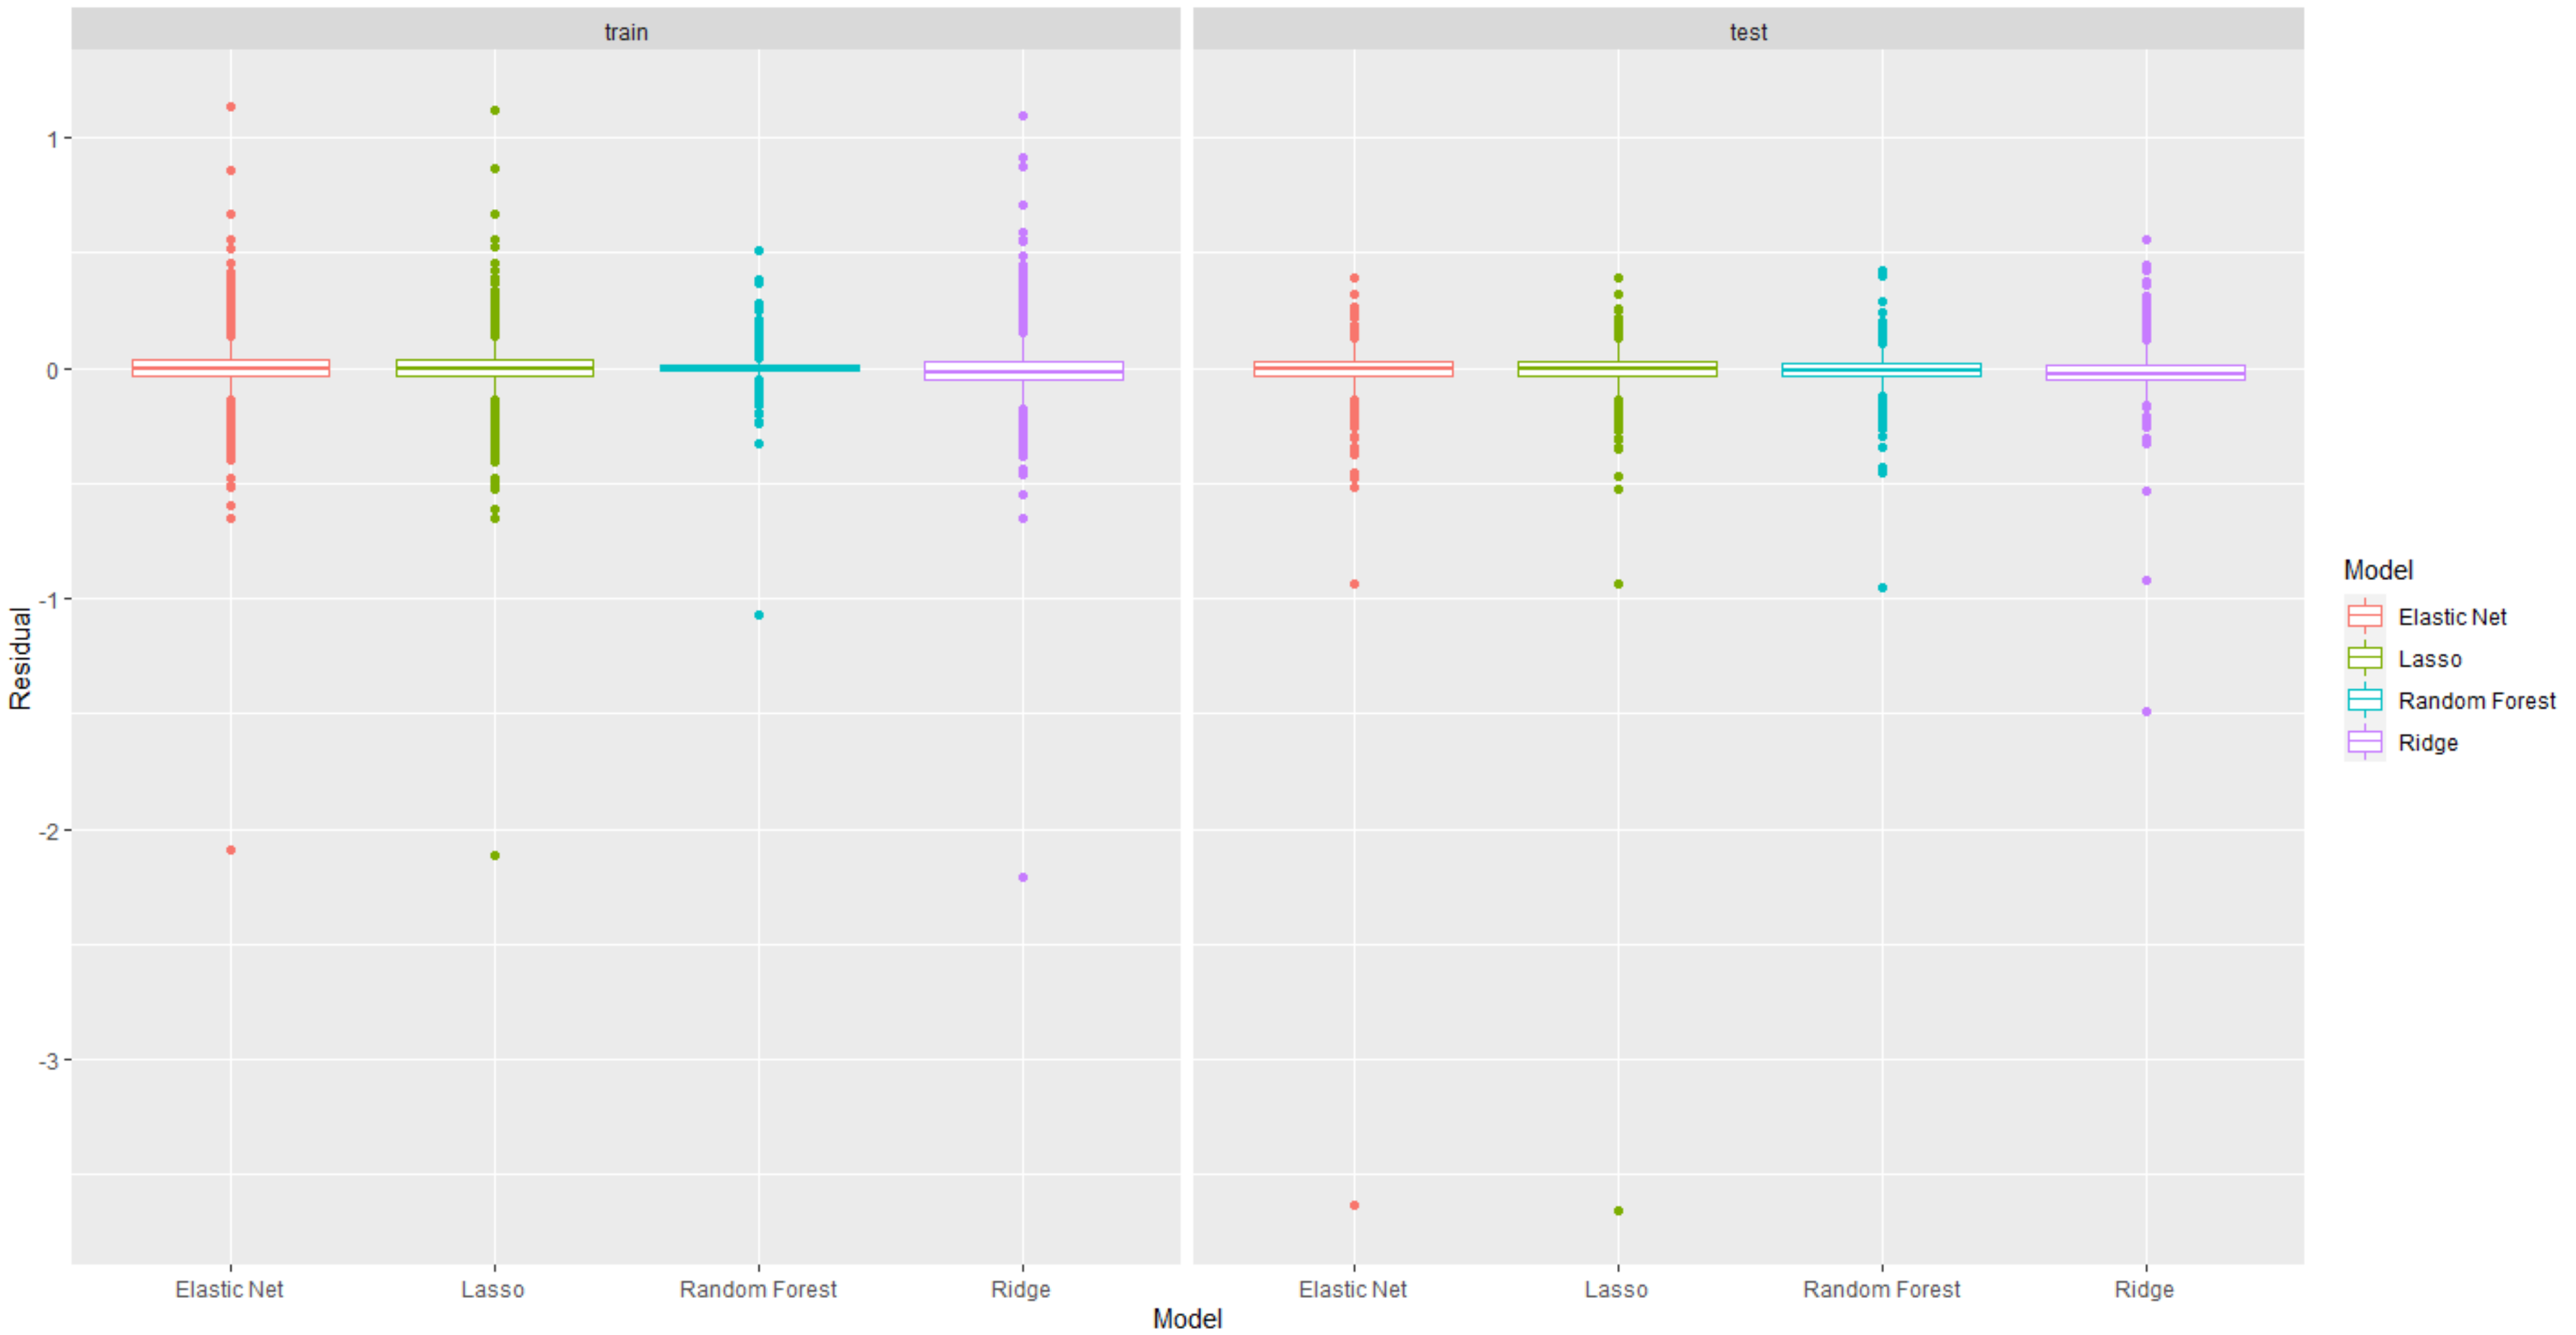 train
test
1
0
-1
-2
-3
Residual
Elastic Net
Lasso
Random Forest
Ridge
Elastic Net
Lasso
Random Forest
Ridge
Model
Model
Elastic Net
Lasso
Random Forest
Ridge